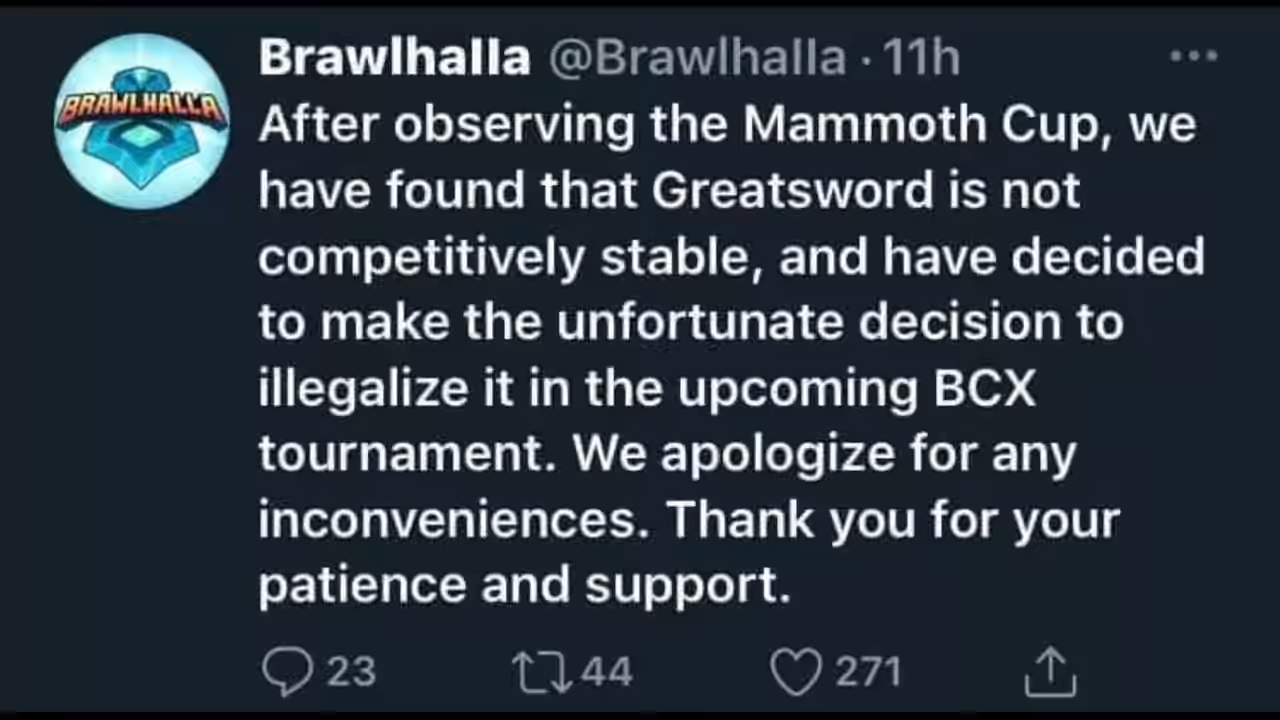 Brawlhalla @Brawlhalla · 11h
BRAWLHALLA
After observing the Mammoth Cup, we
have found that Greatsword is not
competitively stable, and have decided
to make the unfortunate decision to
illegalize it in the upcoming BCX
tournament. We apologize for any
inconveniences. Thank you for your
patience and support.
23 44 271